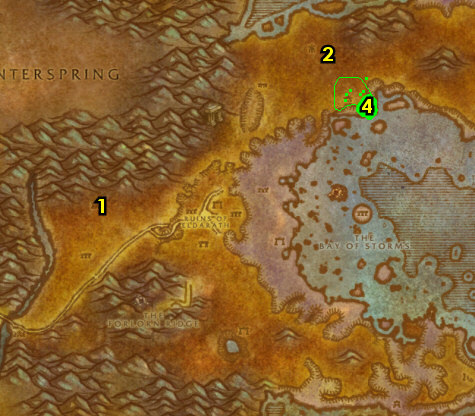 2
NTERSPRING
4
1
RUINS OF
ELDARATH
THE
BAY OF STORMS
THE
FORLORN RIDGE